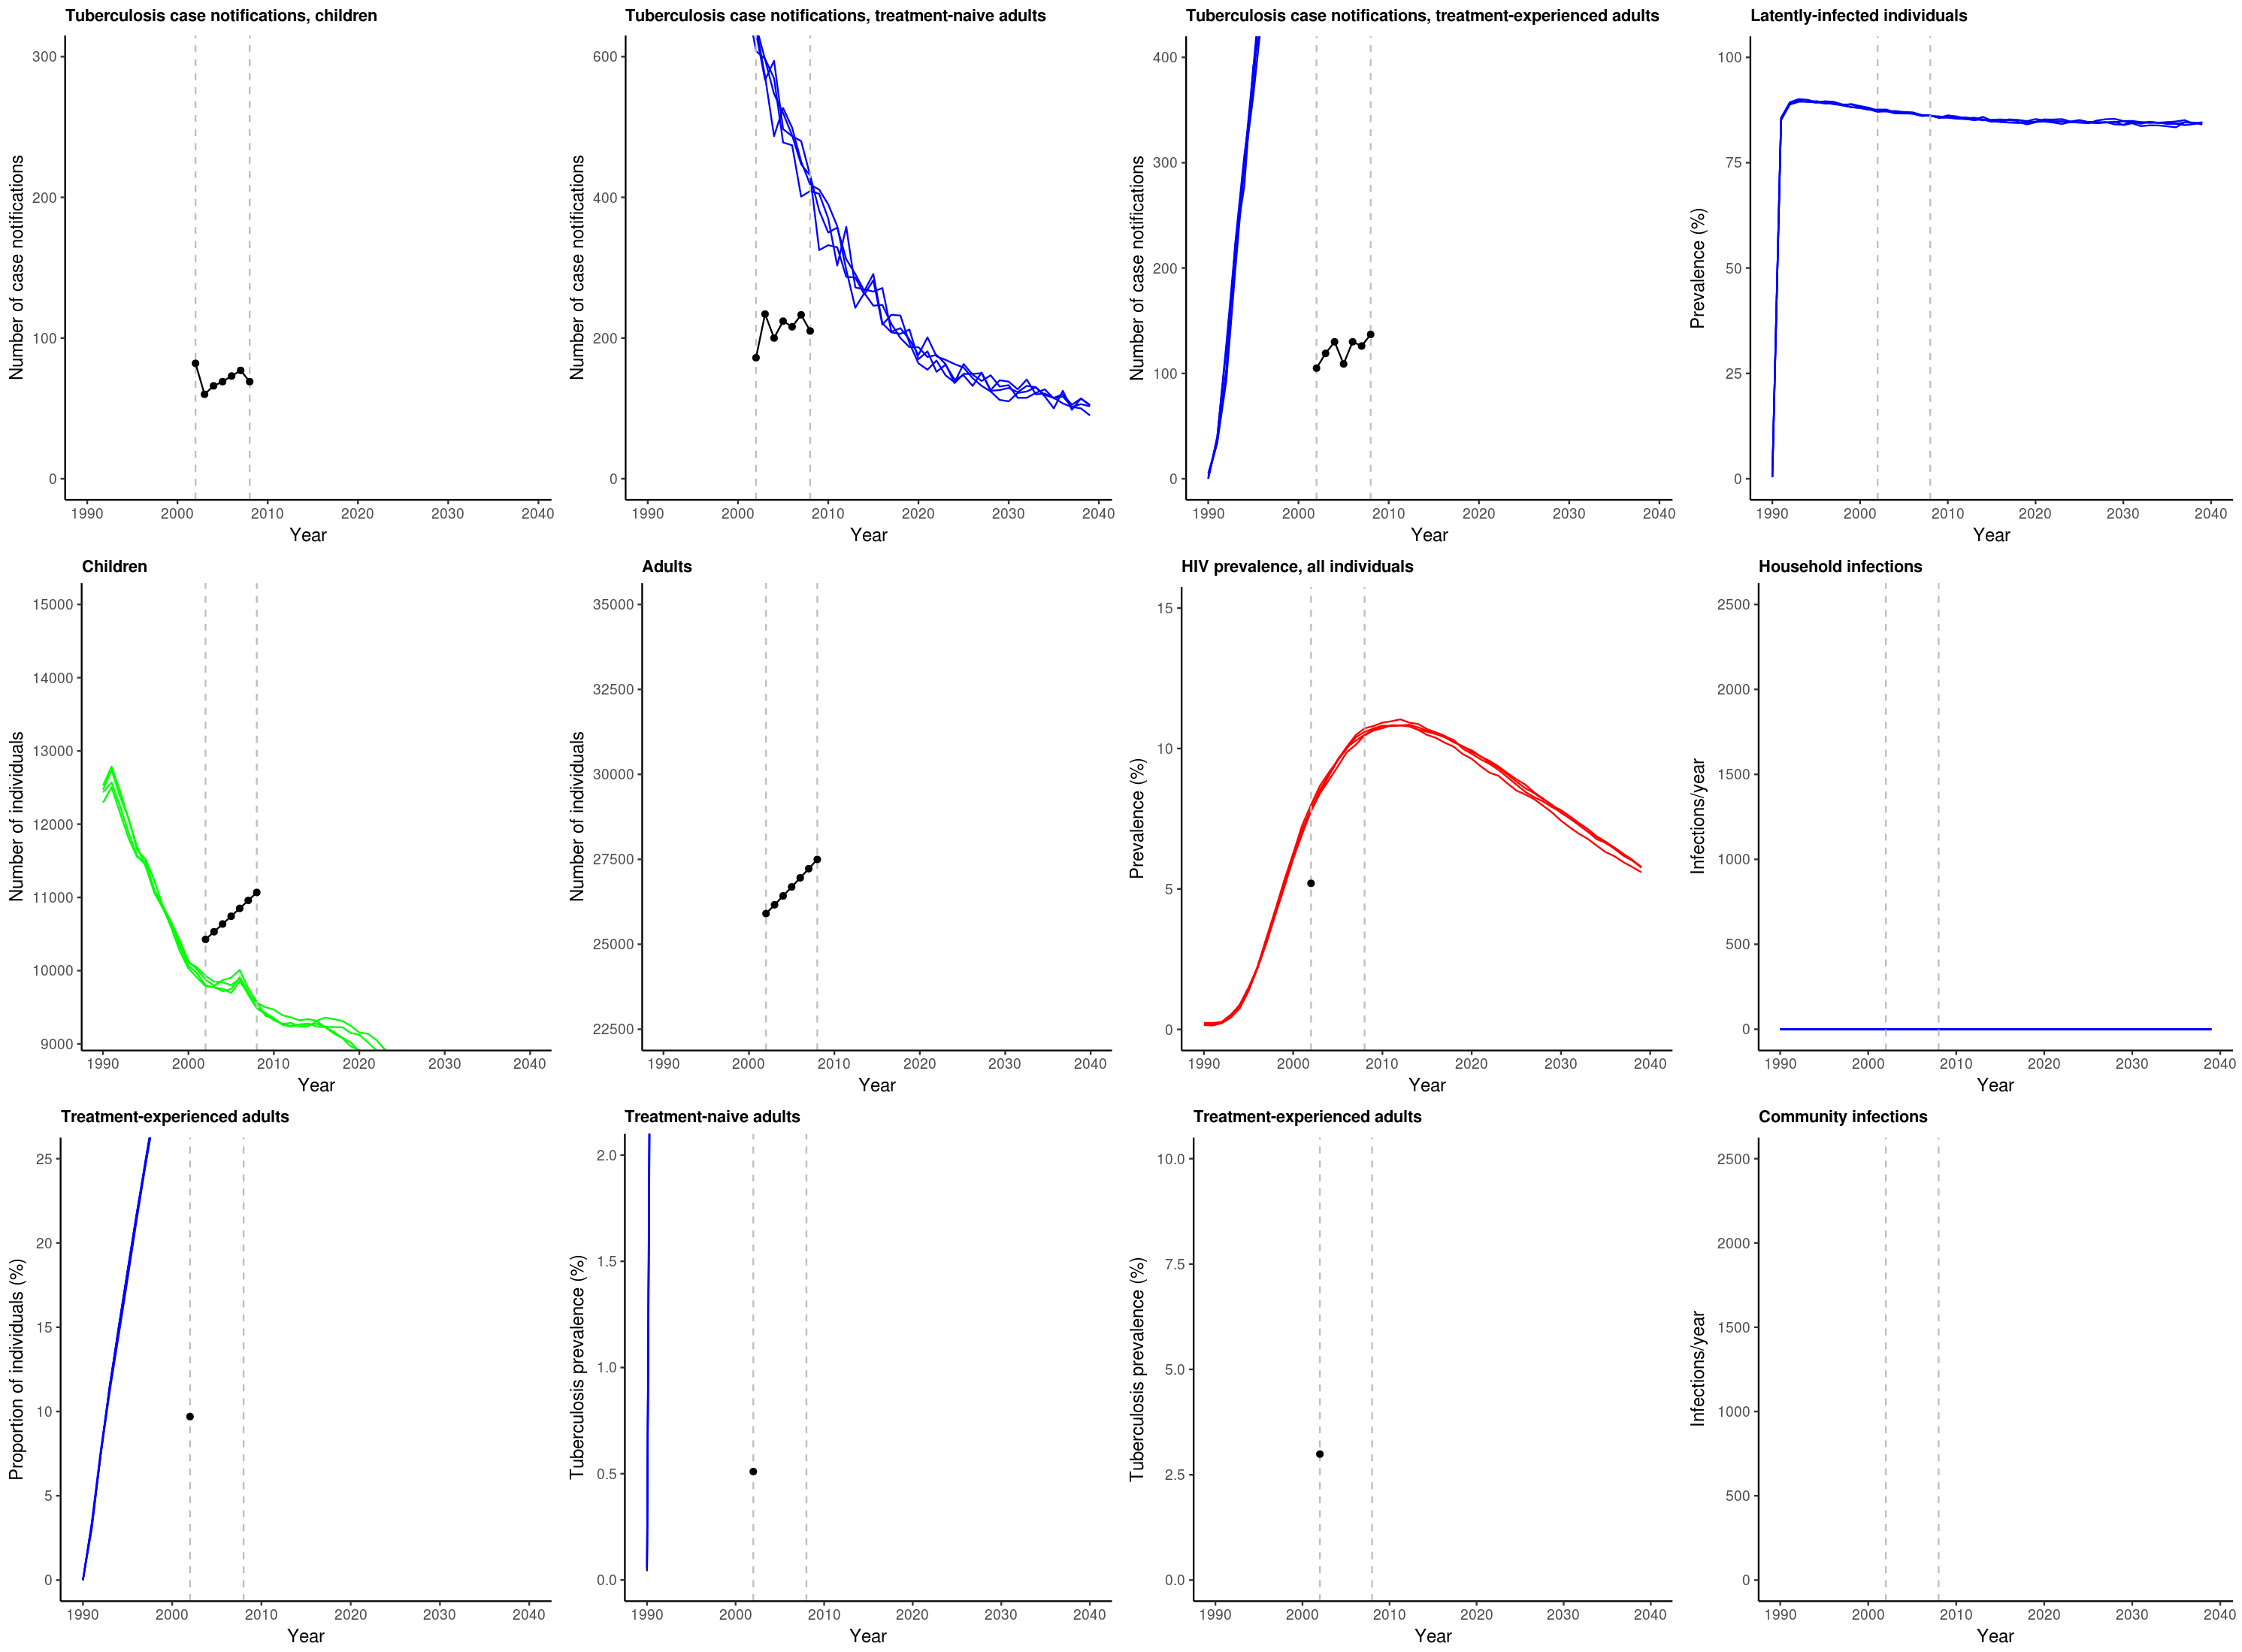 Tuberculosis case notifications, children
Number of case notifications
300
200
100
0
1990 2000 2010 2020 2030 2040
Year
Tuberculosis case notifications, treatment-naive adults
Number of case notifications
600
400
200
0
1990 2000 2010 2020 2030 2040
Year
Tuberculosis case notifications, treatment-experienced adults
Number of case notifications
400
300
200
100
0
1990 2000 2010 2020 2030 2040
Year
Latently-infected individuals
Prevalence (%)
100
75
50
25
0
1990 2000 2010 2020 2030 2040
Year
Children
Number of individuals
15000
14000
13000
12000
11000
10000
9000
1990 2000 2010 2020 2030 2040
Year
Adults
Number of individuals
35000
32500
30000
27500
25000
22500
1990 2000 2010 2020 2030 2040
Year
HIV prevalence, all individuals
Prevalence (%)
15
10
5
0
1990 2000 2010 2020 2030 2040
Year
Household infections
Infections/year
2500
2000
1500
1000
500
0
1990 2000 2010 2020 2030 2040
Year
Treatment-experienced adults
Proportion of individuals (%)
25
20
15
10
5
0
1990 2000 2010 2020 2030 2040
Year
Treatment-naive adults
Tuberculosis prevalence (%)
2.0
1.5
1.0
0.5
0.0
1990 2000 2010 2020 2030 2040
Year
Treatment-experienced adults
Tuberculosis prevalence (%)
10.0
7.5
5.0
2.5
0.0
1990 2000 2010 2020 2030 2040
Year
Community infections
Infections/year
2500
2000
1500
1000
500
0
1990 2000 2010 2020 2030 2040
Year